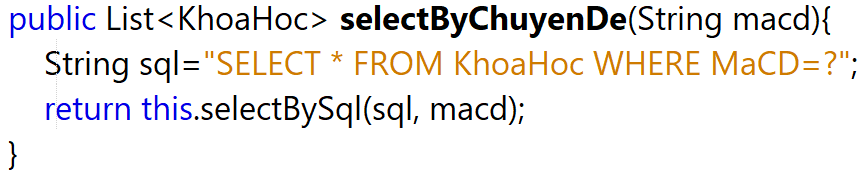 public List<KhoaHoc> selectByChuyenDe(String macd){
    String sql="SELECT * FROM KhoaHoc WHERE MaCD=?";
    return this.selectBySql(sql, macd);
}